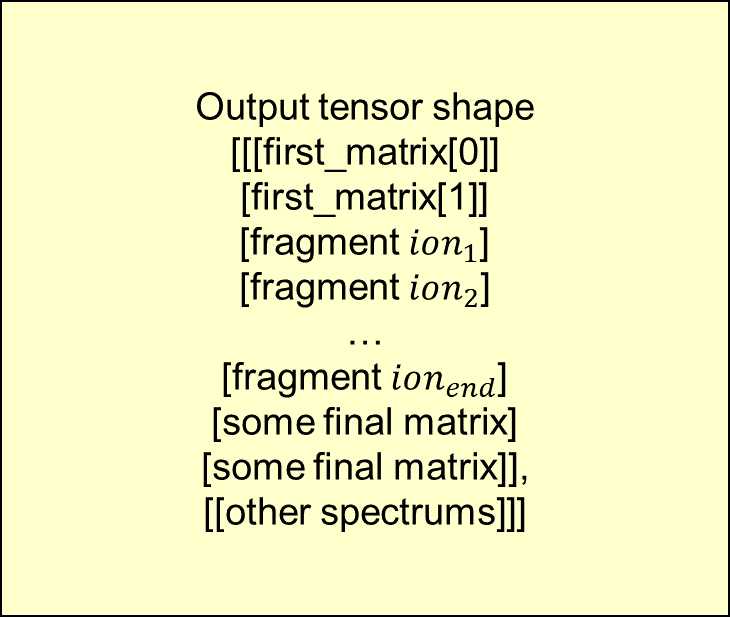 Output tensor shape
[[[first_matrix[0]]
[first_matrix[1]]
[fragment ion₁]
[fragment ion₂]
…
[fragment ionₑₙd]
[some final matrix]
[some final matrix]],
[[other spectrums]]]